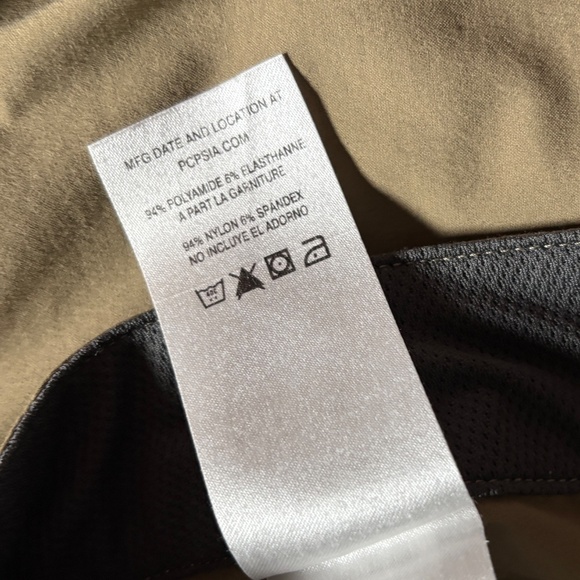 MFG DATE AND LOCATION AT
PCPSIA.COM
94% POLYAMIDE 6% ELASTHANNE
A PART LA GARNITURE
94% NYLON 6% SPANDEX
NO INCLUYE EL ADORNO